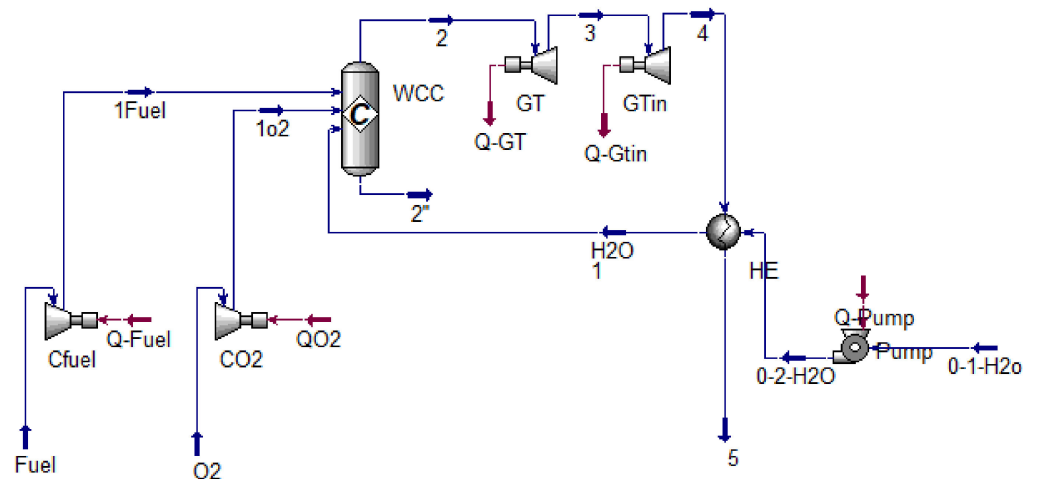 2
3
4
WCC
GT
GTin
1Fuel
1o2
C
Q-GT
Q-Gtin
2"
H2O
1
HE
Q-Fuel
QO2
Q-Pump
Pump
Cfuel
CO2
0-2-H2O
0-1-H2o
Fuel
O2
5